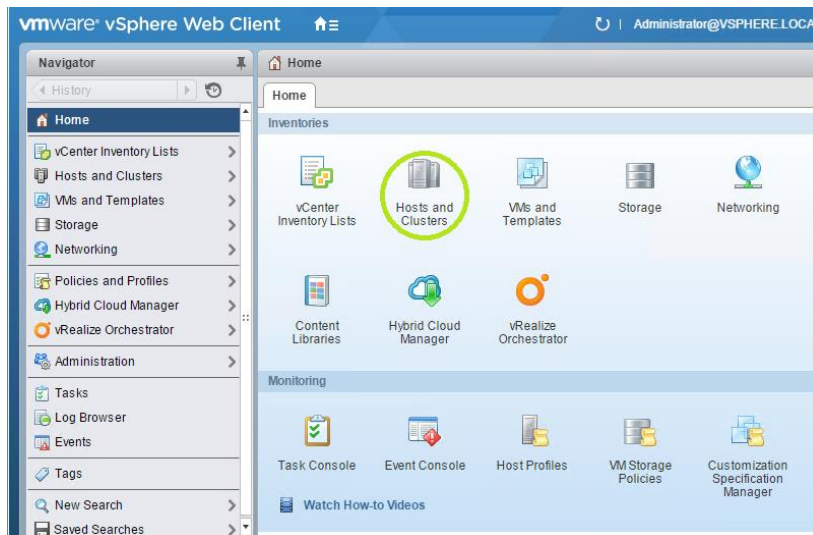 vmware® vSphere Web Client
Administrator@VSPHERE.LOCA
Navigator
Home
History
Home
Home
Inventories
vCenter Inventory Lists
Hosts and Clusters
VMs and Templates
Storage
Networking
Policies and Profiles
Hybrid Cloud Manager
vRealize Orchestrator
Administration
Tasks
Log Browser
Events
Tags
New Search
Saved Searches
vCenter
Inventory Lists
Hosts and
Clusters
VMs and
Templates
Storage
Networking
Content
Libraries
Hybrid Cloud
Manager
vRealize
Orchestrator
Monitoring
Task Console
Event Console
Host Profiles
VM Storage
Policies
Customization
Specification
Manager
Watch How-to Videos